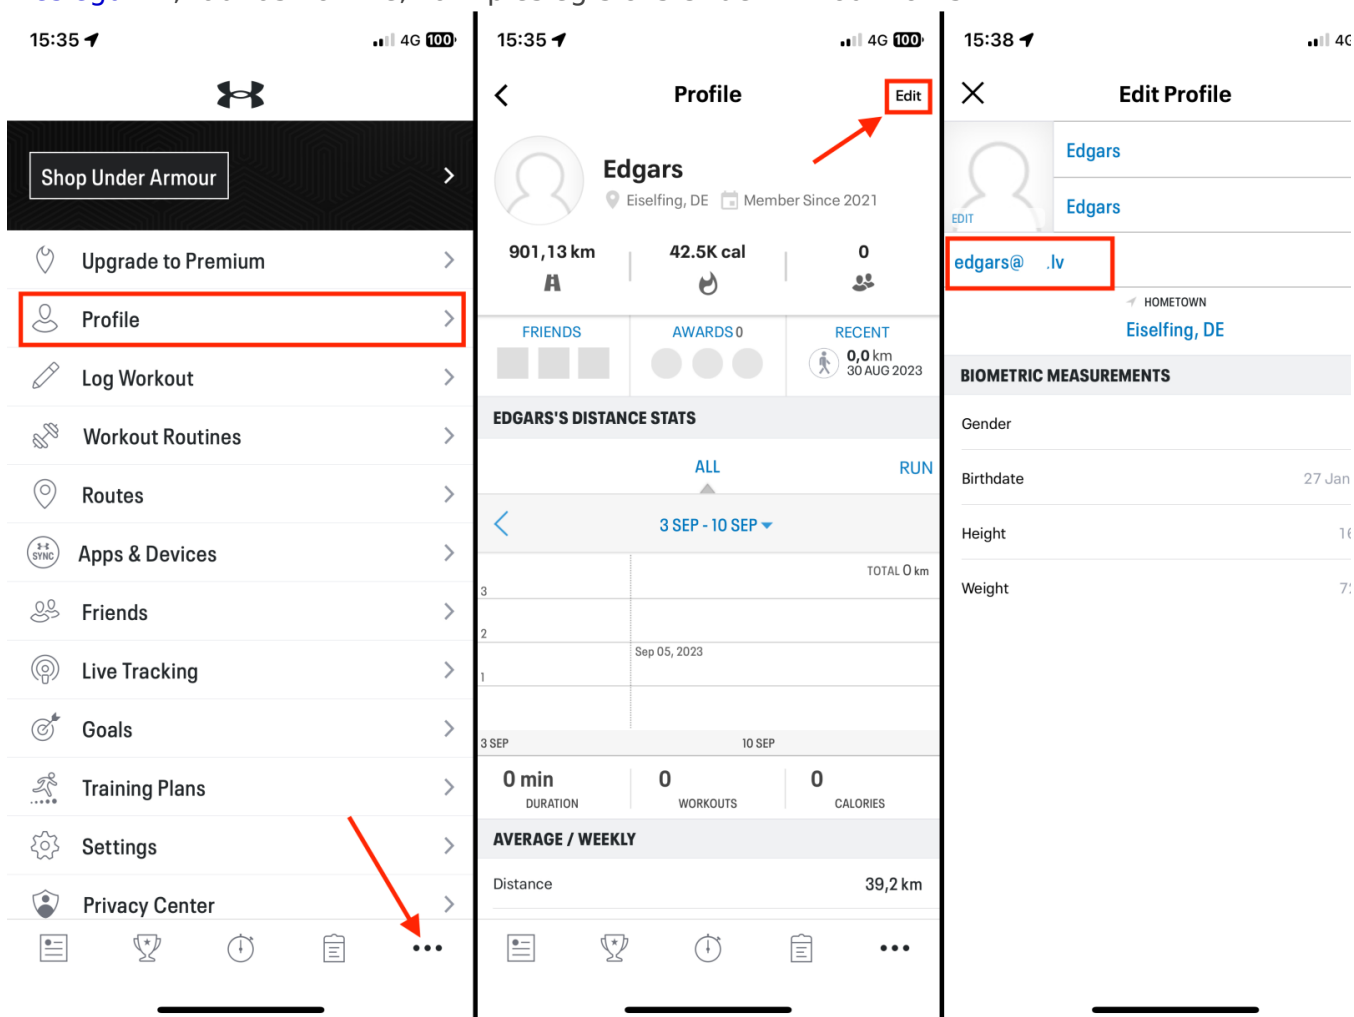 15:35
4G 100
Shop Under Armour
Upgrade to Premium
Profile
Log Workout
Workout Routines
Routes
SYNC
Apps & Devices
Friends
Live Tracking
Goals
Training Plans
Settings
Privacy Center
15:35
4G 100
Profile
Edit
Edgars
Eiselfing, DE Member Since 2021
901,13 km 42.5K cal 0
FRIENDS AWARDS 0 RECENT
0,0 km
30 AUG 2023
EDGARS'S DISTANCE STATS
ALL RUN
3 SEP - 10 SEP
TOTAL 0 km
3
2
Sep 05, 2023
1
3 SEP 10 SEP
0 min 0 0
DURATION WORKOUTS CALORIES
AVERAGE / WEEKLY
Distance 39,2 km
15:38
4G
Edit Profile
Edgars
Edgars
EDIT
edgars@ .lv
HOMETOWN
Eiselfing, DE
BIOMETRIC MEASUREMENTS
Gender
Birthdate 27 Jan
Height
Weight